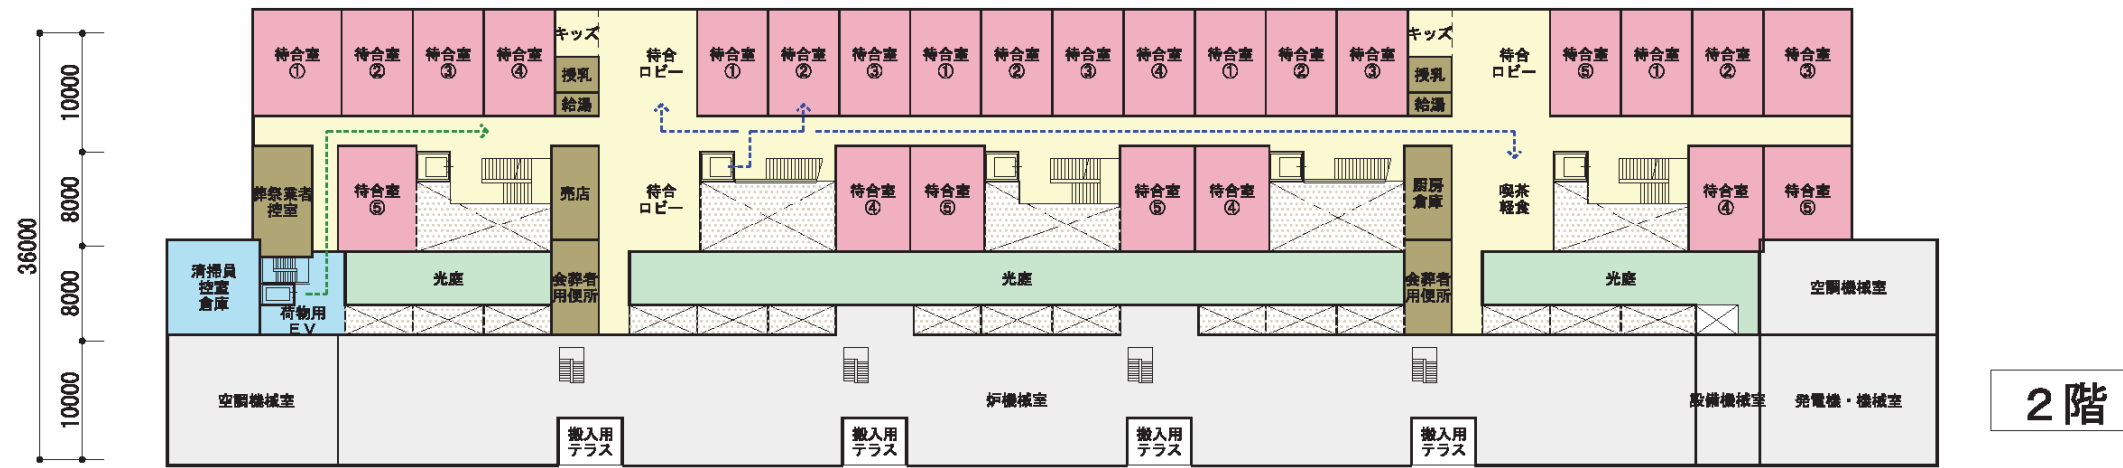 待合室
①
待合室
②
待合室
③
待合室
④
キッズ
授乳
給湯
待合
ロビー
待合室
①
待合室
②
待合室
③
待合室
①
待合室
②
待合室
③
待合室
④
待合室
①
待合室
②
待合室
③
キッズ
授乳
給湯
待合
ロビー
待合室
⑤
待合室
①
待合室
②
待合室
③
葬祭業者
控室
待合室
⑤
売店
待合
ロビー
待合室
④
待合室
⑤
待合室
⑤
待合室
④
厨房
倉庫
喫茶
軽食
待合室
④
待合室
⑤
清掃員
控室
倉庫
荷物用
EV
光庭
会葬者
用便所
光庭
会葬者
用便所
光庭
空調機械室
空調機械室
炉機械室
設備機械室
発電機・機械室
搬入用
テラス
搬入用
テラス
搬入用
テラス
搬入用
テラス
36000
10000
8000
8000
10000
2階